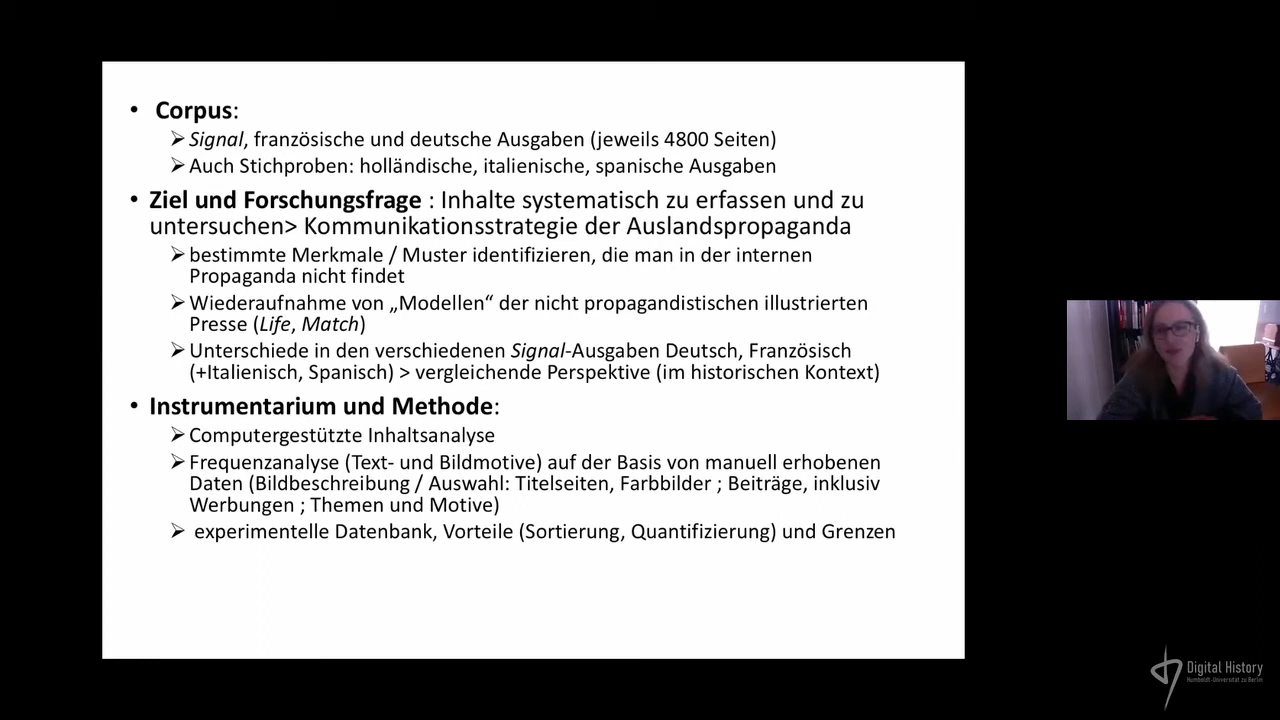 • Corpus:
➢ Signal, französische und deutsche Ausgaben (jeweils 4800 Seiten)
➢ Auch Stichproben: holländische, italienische, spanische Ausgaben
• Ziel und Forschungsfrage : Inhalte systematisch zu erfassen und zu
untersuchen> Kommunikationsstrategie der Auslandspropaganda
➢ bestimmte Merkmale / Muster identifizieren, die man in der internen
Propaganda nicht findet
➢ Wiederaufnahme von „Modellen“ der nicht propagandistischen illustrierten
Presse (Life, Match)
➢ Unterschiede in den verschiedenen Signal-Ausgaben Deutsch, Französisch
(+Italienisch, Spanisch) > vergleichende Perspektive (im historischen Kontext)
• Instrumentarium und Methode:
➢ Computergestützte Inhaltsanalyse
➢ Frequenzanalyse (Text- und Bildmotive) auf der Basis von manuell erhobenen
Daten (Bildbeschreibung / Auswahl: Titelseiten, Farbbilder ; Beiträge, inklusiv
Werbungen ; Themen und Motive)
➢ experimentelle Datenbank, Vorteile (Sortierung, Quantifizierung) und Grenzen
Digital History
Humboldt-Universität zu Berlin